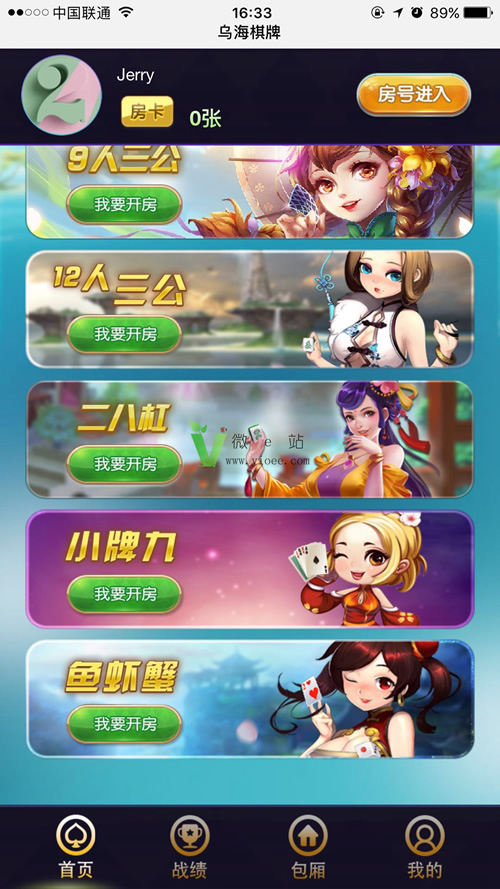 中国联通 16:33 89%
乌海棋牌
Jerry
房卡 0张
房号进入
9人三公
我要开房
12人三公
我要开房
二八杠
我要开房
微 e 站
www.vxoee.com
小牌九
我要开房
鱼虾蟹
我要开房
首页 战绩 包厢 我的